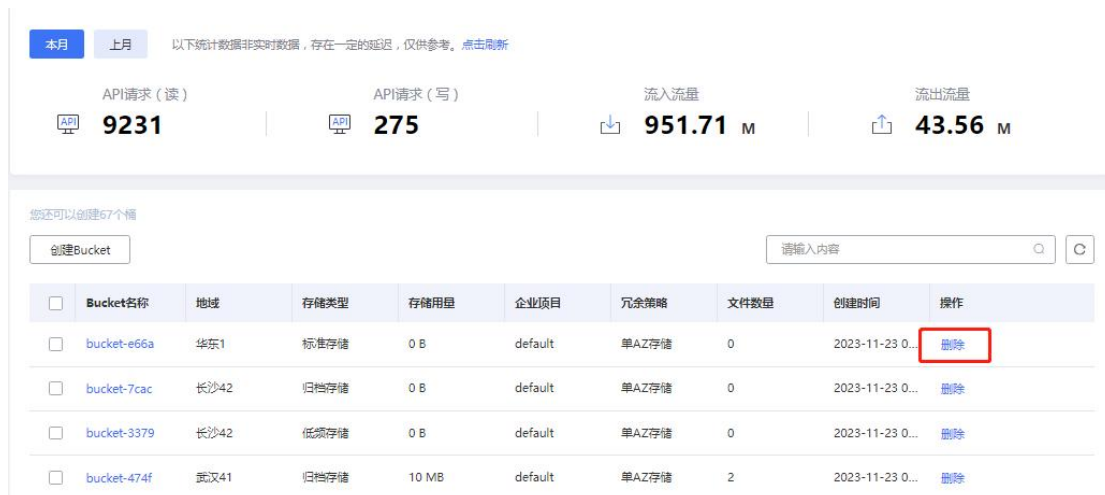 本月 上月 以下统计数据非实时数据，存在一定的延迟，仅供参考。点击刷新
API请求（读） API请求（写） 流入流量 流出流量
API 9231 API 275 951.71 M 43.56 M
您还可以创建67个桶
创建Bucket 请输入内容
Bucket名称 地域 存储类型 存储用量 企业项目 冗余策略 文件数量 创建时间 操作
bucket-e66a 华东1 标准存储 0 B default 单AZ存储 0 2023-11-23 0... 删除
bucket-7cac 长沙42 归档存储 0 B default 单AZ存储 0 2023-11-23 0... 删除
bucket-3379 长沙42 低频存储 0 B default 单AZ存储 0 2023-11-23 0... 删除
bucket-474f 武汉41 归档存储 10 MB default 单AZ存储 2 2023-11-23 0... 删除